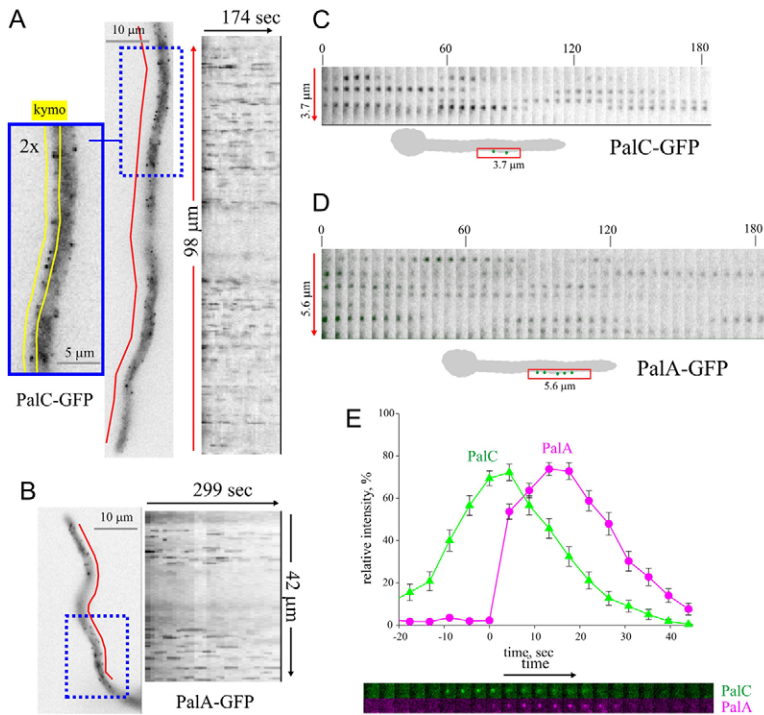 A
10 μm
174 sec
kymo
2x
98 μm
5 μm
PalC-GFP
B
10 μm
299 sec
42 μm
PalA-GFP
C
0 60 120 180
3.7 μm
3.7 μm
PalC-GFP
D
0 60 120 180
5.6 μm
5.6 μm
PalA-GFP
E
100
80
60
40
20
0
relative intensity, %
PalC
PalA
-20 -10 0 10 20 30 40
time, sec
time
PalC
PalA